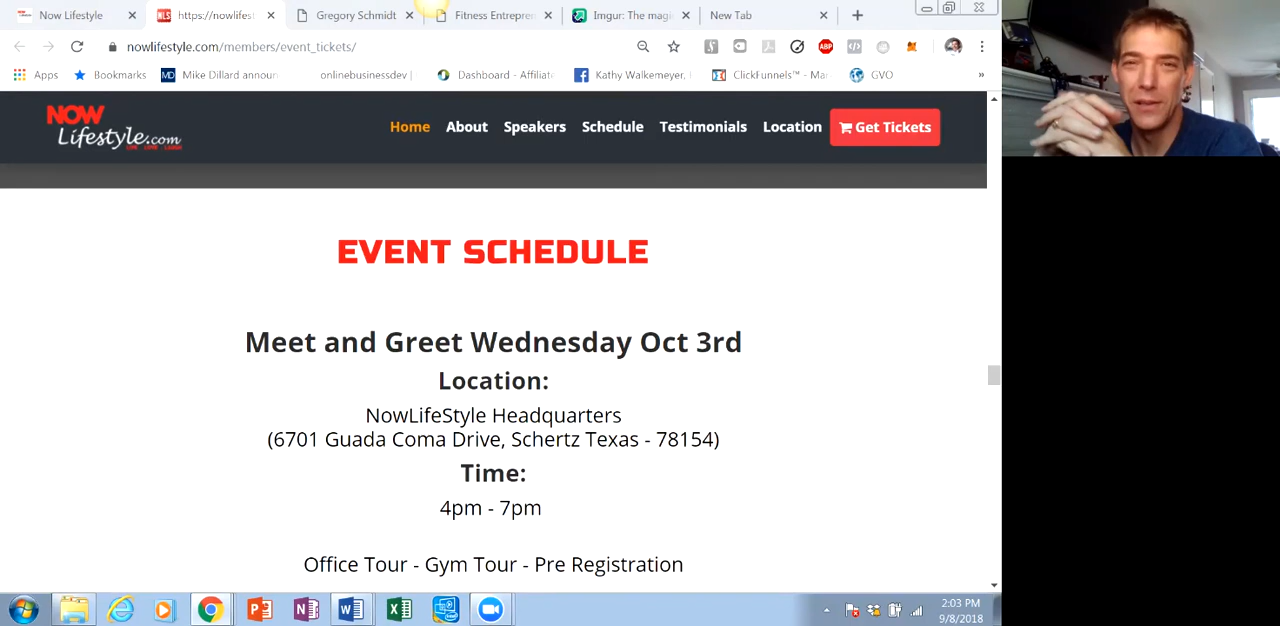 Now Lifestyle
https://nowlifest
Gregory Schmidt
Fitness Entrepren
Imgur: The magi
New Tab
nowlifestyle.com/members/event_tickets/
ABP
Apps
Bookmarks
MD
Mike Dillard announ
onlinebusinessdev |
Dashboard - Affiliate
Kathy Walkemeyer,
ClickFunnels™ - Mar
GVO
»
NOW
Lifestyle.com
Home
About
Speakers
Schedule
Testimonials
Location
Get Tickets
EVENT SCHEDULE
Meet and Greet Wednesday Oct 3rd
Location:
NowLifeStyle Headquarters
(6701 Guada Coma Drive, Schertz Texas - 78154)
Time:
4pm - 7pm
Office Tour - Gym Tour - Pre Registration
2:03 PM
9/8/2018